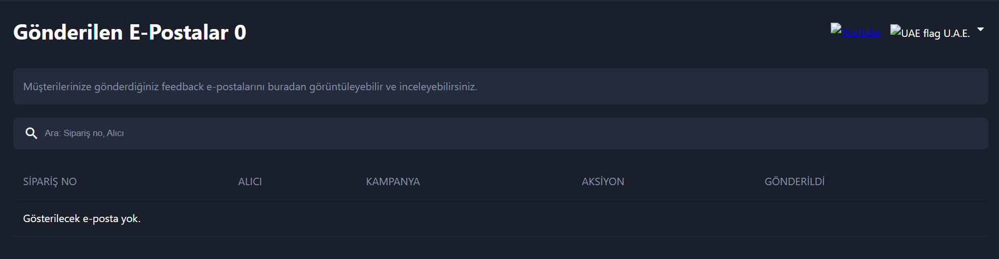 Gönderilen E-Postalar 0
YouTube
UAE flag U.A.E.
Müşterilerinize gönderdiğiniz feedback e-postalarını buradan görüntüleyebilir ve inceleyebilirsiniz.
Ara: Sipariş no, Alıcı
SİPARİŞ NO ALICI KAMPANYA AKSİYON GÖNDERİLDİ
Gösterilecek e-posta yok.